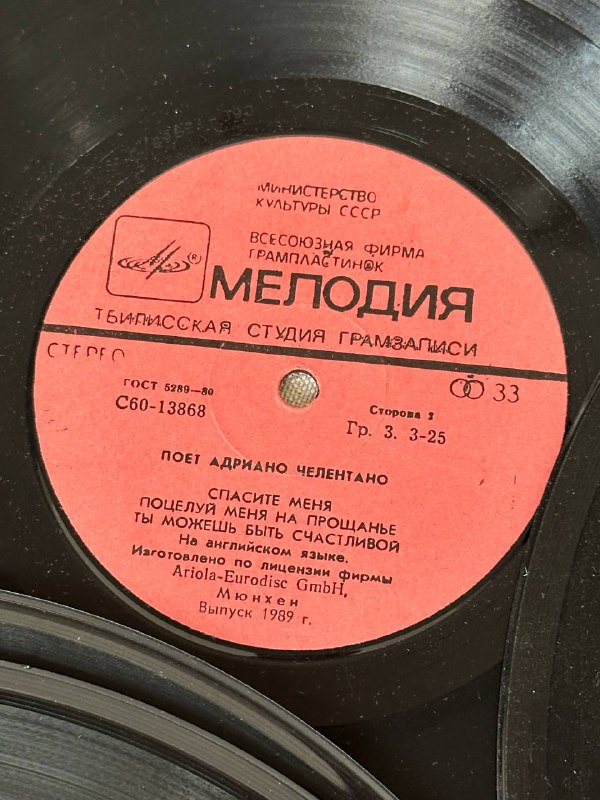 МИНИСТЕРСТВО
КУЛЬТУРЫ СССР
ВСЕСОЮЗНАЯ ФИРМА
ГРАМПЛАСТИНОК
®
МЕЛОДИЯ
ТБИЛИССКАЯ СТУДИЯ ГРАМЗАПИСИ
СТЕРЕО
33
ГОСТ 5289—80
С60-13868
Сторова 2
Гр. 3. 3-25
ПОЕТ АДРИАНО ЧЕЛЕНТАНО
СПАСИТЕ МЕНЯ
ПОЦЕЛУЙ МЕНЯ НА ПРОЩАНЬЕ
ТЫ МОЖЕШЬ БЫТЬ СЧАСТЛИВОЙ
На английском языке.
Изготовлено по лицензии фирмы
Ariola-Eurodisc GmbH,
Мюнхен
Выпуск 1989 г.